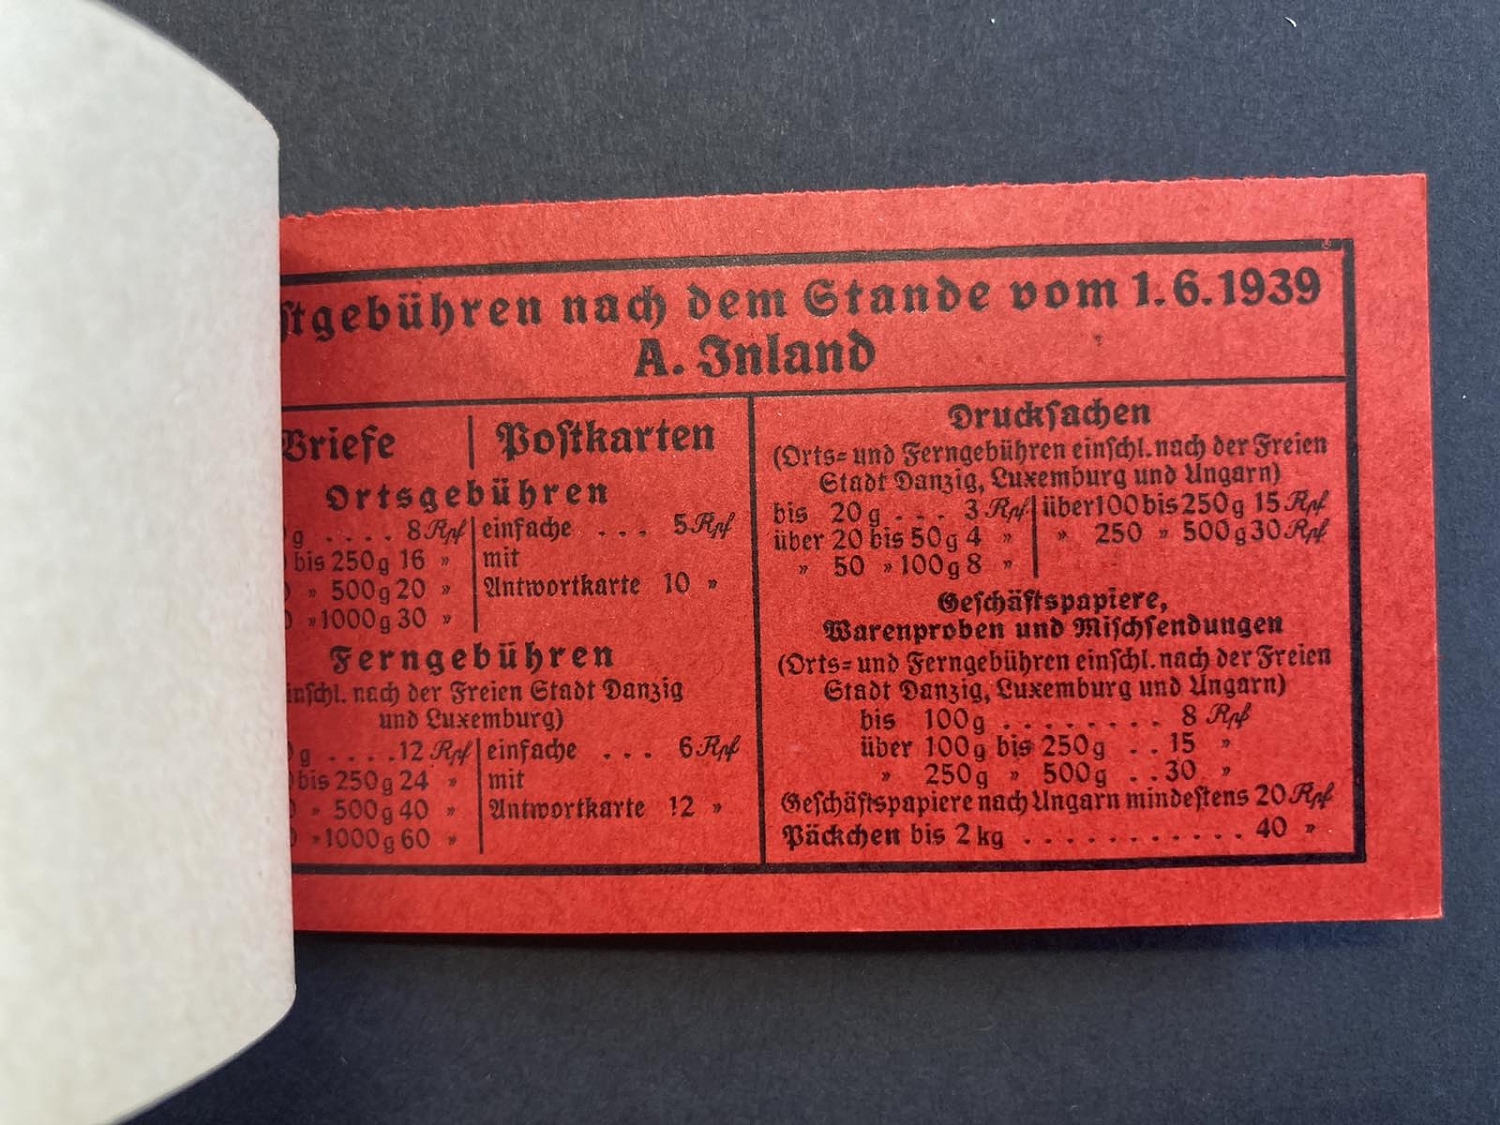 stgebühren nach dem Stande vom 1.6.1939
A. Inland
Briefe | Postkarten
Ortsgebühren
g .... 8 Rpf | einfache ... 5 Rpf
bis 250g 16 » | mit
» 500g 20 » | Antwortkarte 10 »
» 1000g 30 »
Ferngebühren
einschl. nach der Freien Stadt Danzig
und Luxemburg)
g .... 12 Rpf | einfache ... 6 Rpf
bis 250g 24 » | mit
» 500g 40 » | Antwortkarte 12 »
» 1000g 60 »
Drucksachen
(Orts= und Ferngebühren einschl. nach der Freien
Stadt Danzig, Luxemburg und Ungarn)
bis 20g ... 3 Rpf | über 100 bis 250g 15 Rpf
über 20 bis 50g 4 » | » 250 » 500g 30 Rpf
» 50 » 100g 8 »
Geschäftspapiere,
Warenproben und Mischsendungen
(Orts= und Ferngebühren einschl. nach der Freien
Stadt Danzig, Luxemburg und Ungarn)
bis 100g ........ 8 Rpf
über 100g bis 250g .. 15 »
» 250g » 500g .. 30 »
Geschäftspapiere nach Ungarn mindestens 20 Rpf
Päckchen bis 2 kg ........... 40 »